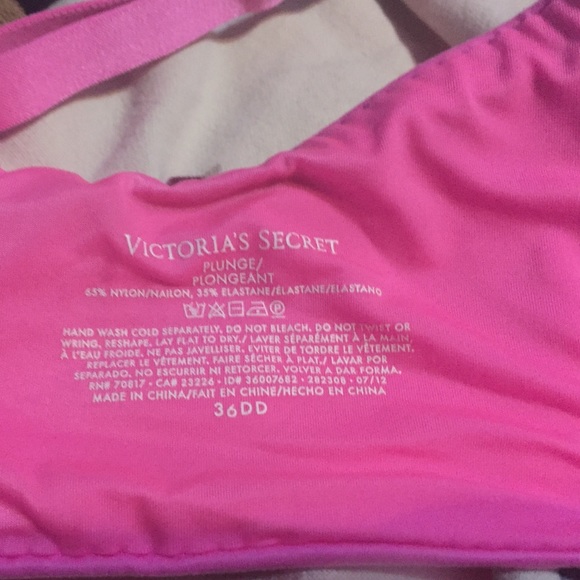 VICTORIA'S SECRET
PLUNGE/
PLONGEANT
65% NYLON/NAILON, 35% ELASTANE/ÉLASTANE/ELASTANO
P
HAND WASH COLD SEPARATELY. DO NOT BLEACH. DO NOT TWIST OR
WRING, RESHAPE. LAY FLAT TO DRY./ LAVER SÉPARÉMENT À LA MAIN,
À L'EAU FROIDE. NE PAS JAVELLISER. EVITER DE TORDRE LE VÊTEMENT.
REPLACER LE VÊTEMENT. FAIRE SÉCHER À PLAT./ LAVAR POR
SEPARADO. NO ESCURRIR NI RETORCER. VOLVER A DAR FORMA.
RN# 70817 • CA# 23226 • ID# 36007682 • 282308 • 07/12
MADE IN CHINA/FAIT EN CHINE/HECHO EN CHINA
36DD